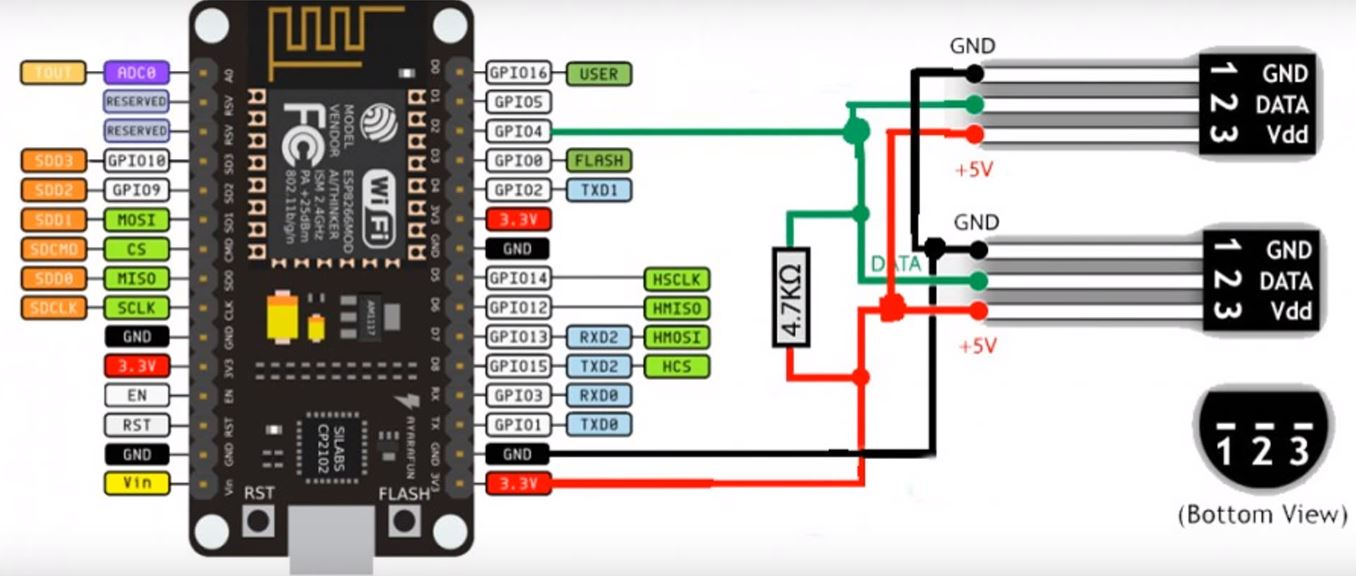 TOUT ADC0
RESERVED
RESERVED
SDD3 GPIO10
SDD2 GPIO9
SDD1 MOSI
SDCMD CS
SDD0 MISO
SDCLK SCLK
GND
3.3V
EN
RST
GND
Vin
A0
RSV
RSV
SD3
SD2
SD1
CMD
SD0
CLK
GND
3V3
EN
RST
GND
Vin
FC
MODEL ESP8266MOD
VENDOR AI/THINKER
ISM 2.4GHz
PA +25dBm
802.11b/g/n
Wi Fi
AM1117
SILABS
CP2102
AYARAFUN
RST
FLASH
D0
D1
D2
D3
D4
3V3
GND
D5
D6
D7
D8
RX
TX
GND
3V3
GPIO16 USER
GPIO5
GPIO4
GPIO0 FLASH
GPIO2 TXD1
3.3V
GND
GPIO14 HSCLK
GPIO12 HMISO
GPIO13 RXD2 HMOSI
GPIO15 TXD2 HCS
GPIO3 RXD0
GPIO1 TXD0
GND
3.3V
4.7KΩ
DATA
GND
+5V
1 GND
2 DATA
3 Vdd
GND
+5V
1 GND
2 DATA
3 Vdd
1 2 3
(Bottom View)